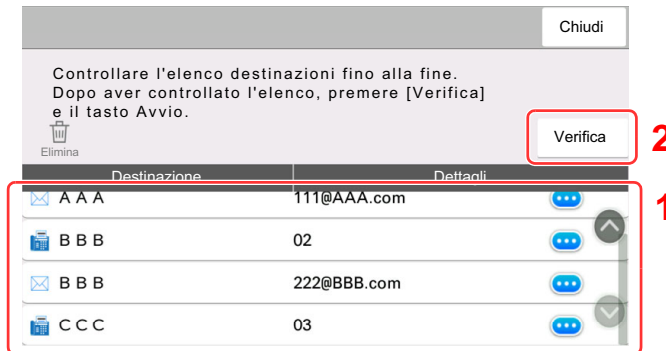 Chiudi
Controllare l'elenco destinazioni fino alla fine.
Dopo aver controllato l'elenco, premere [Verifica]
e il tasto Avvio.
Elimina
Verifica
2
Destinazione Dettagli
A A A 111@AAA.com
1
B B B 02
B B B 222@BBB.com
C C C 03